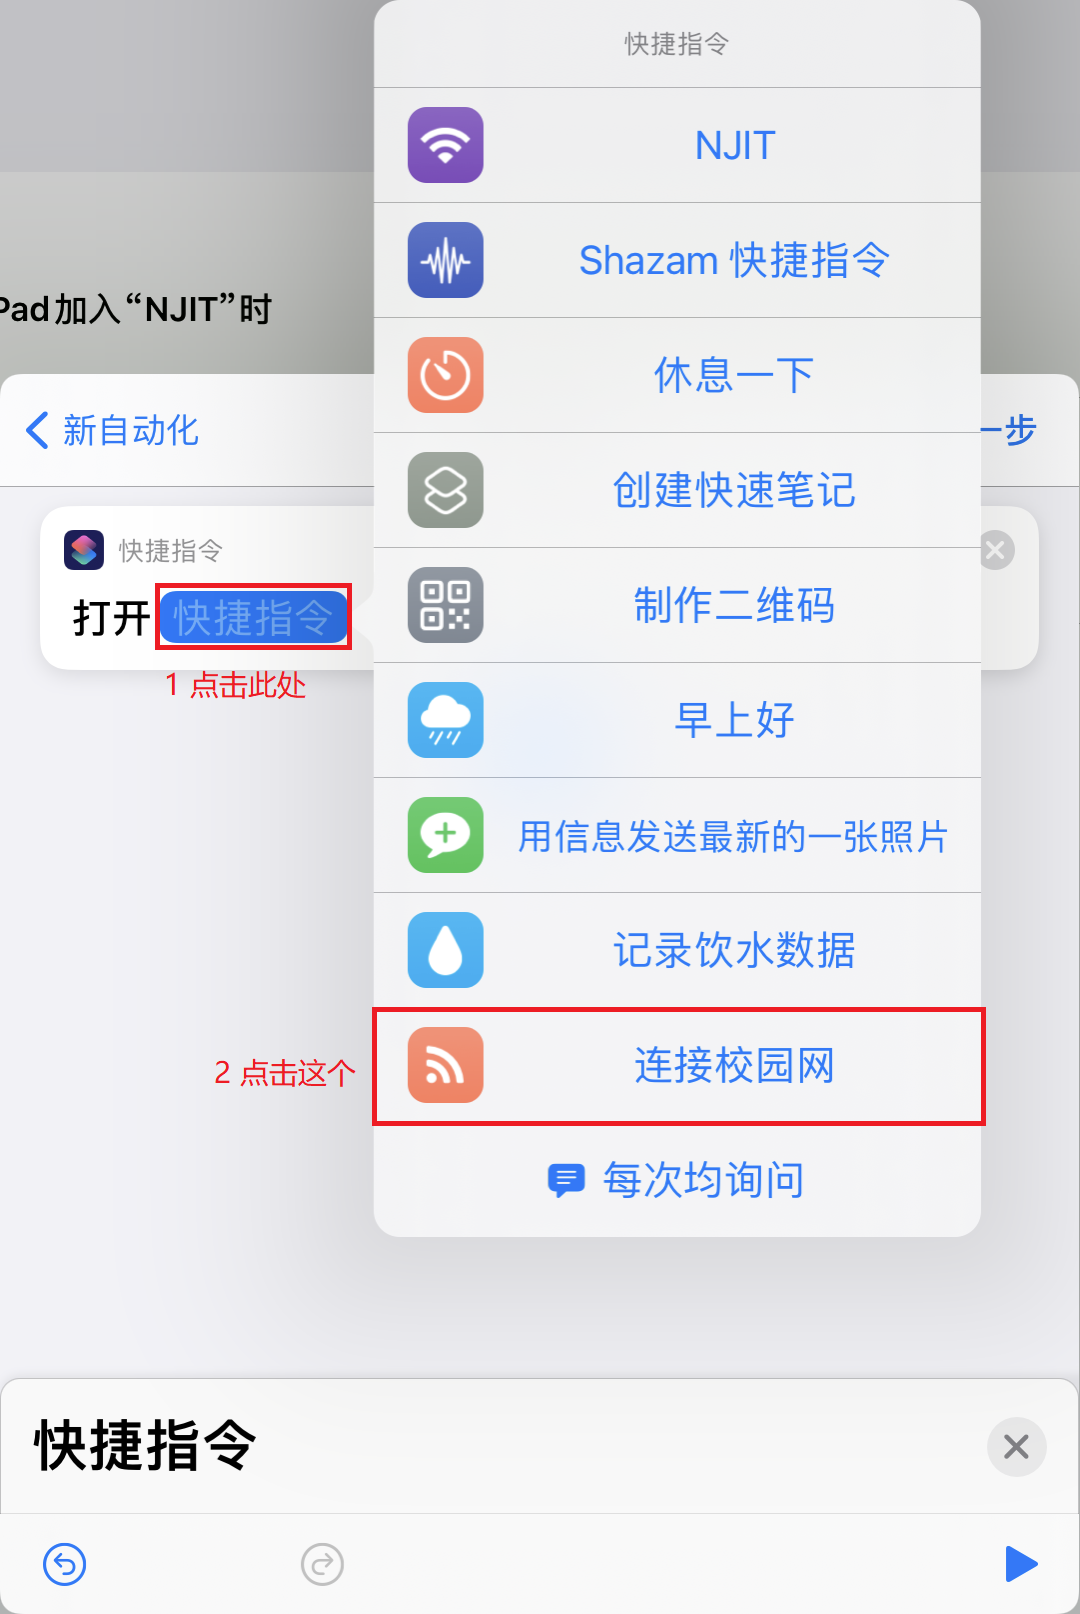 快捷指令
NJIT
Shazam 快捷指令
Pad加入“NJIT”时
休息一下
新自动化
一步
创建快速笔记
快捷指令
打开 快捷指令
制作二维码
1 点击此处
早上好
用信息发送最新的一张照片
记录饮水数据
2 点击这个
连接校园网
每次均询问
快捷指令